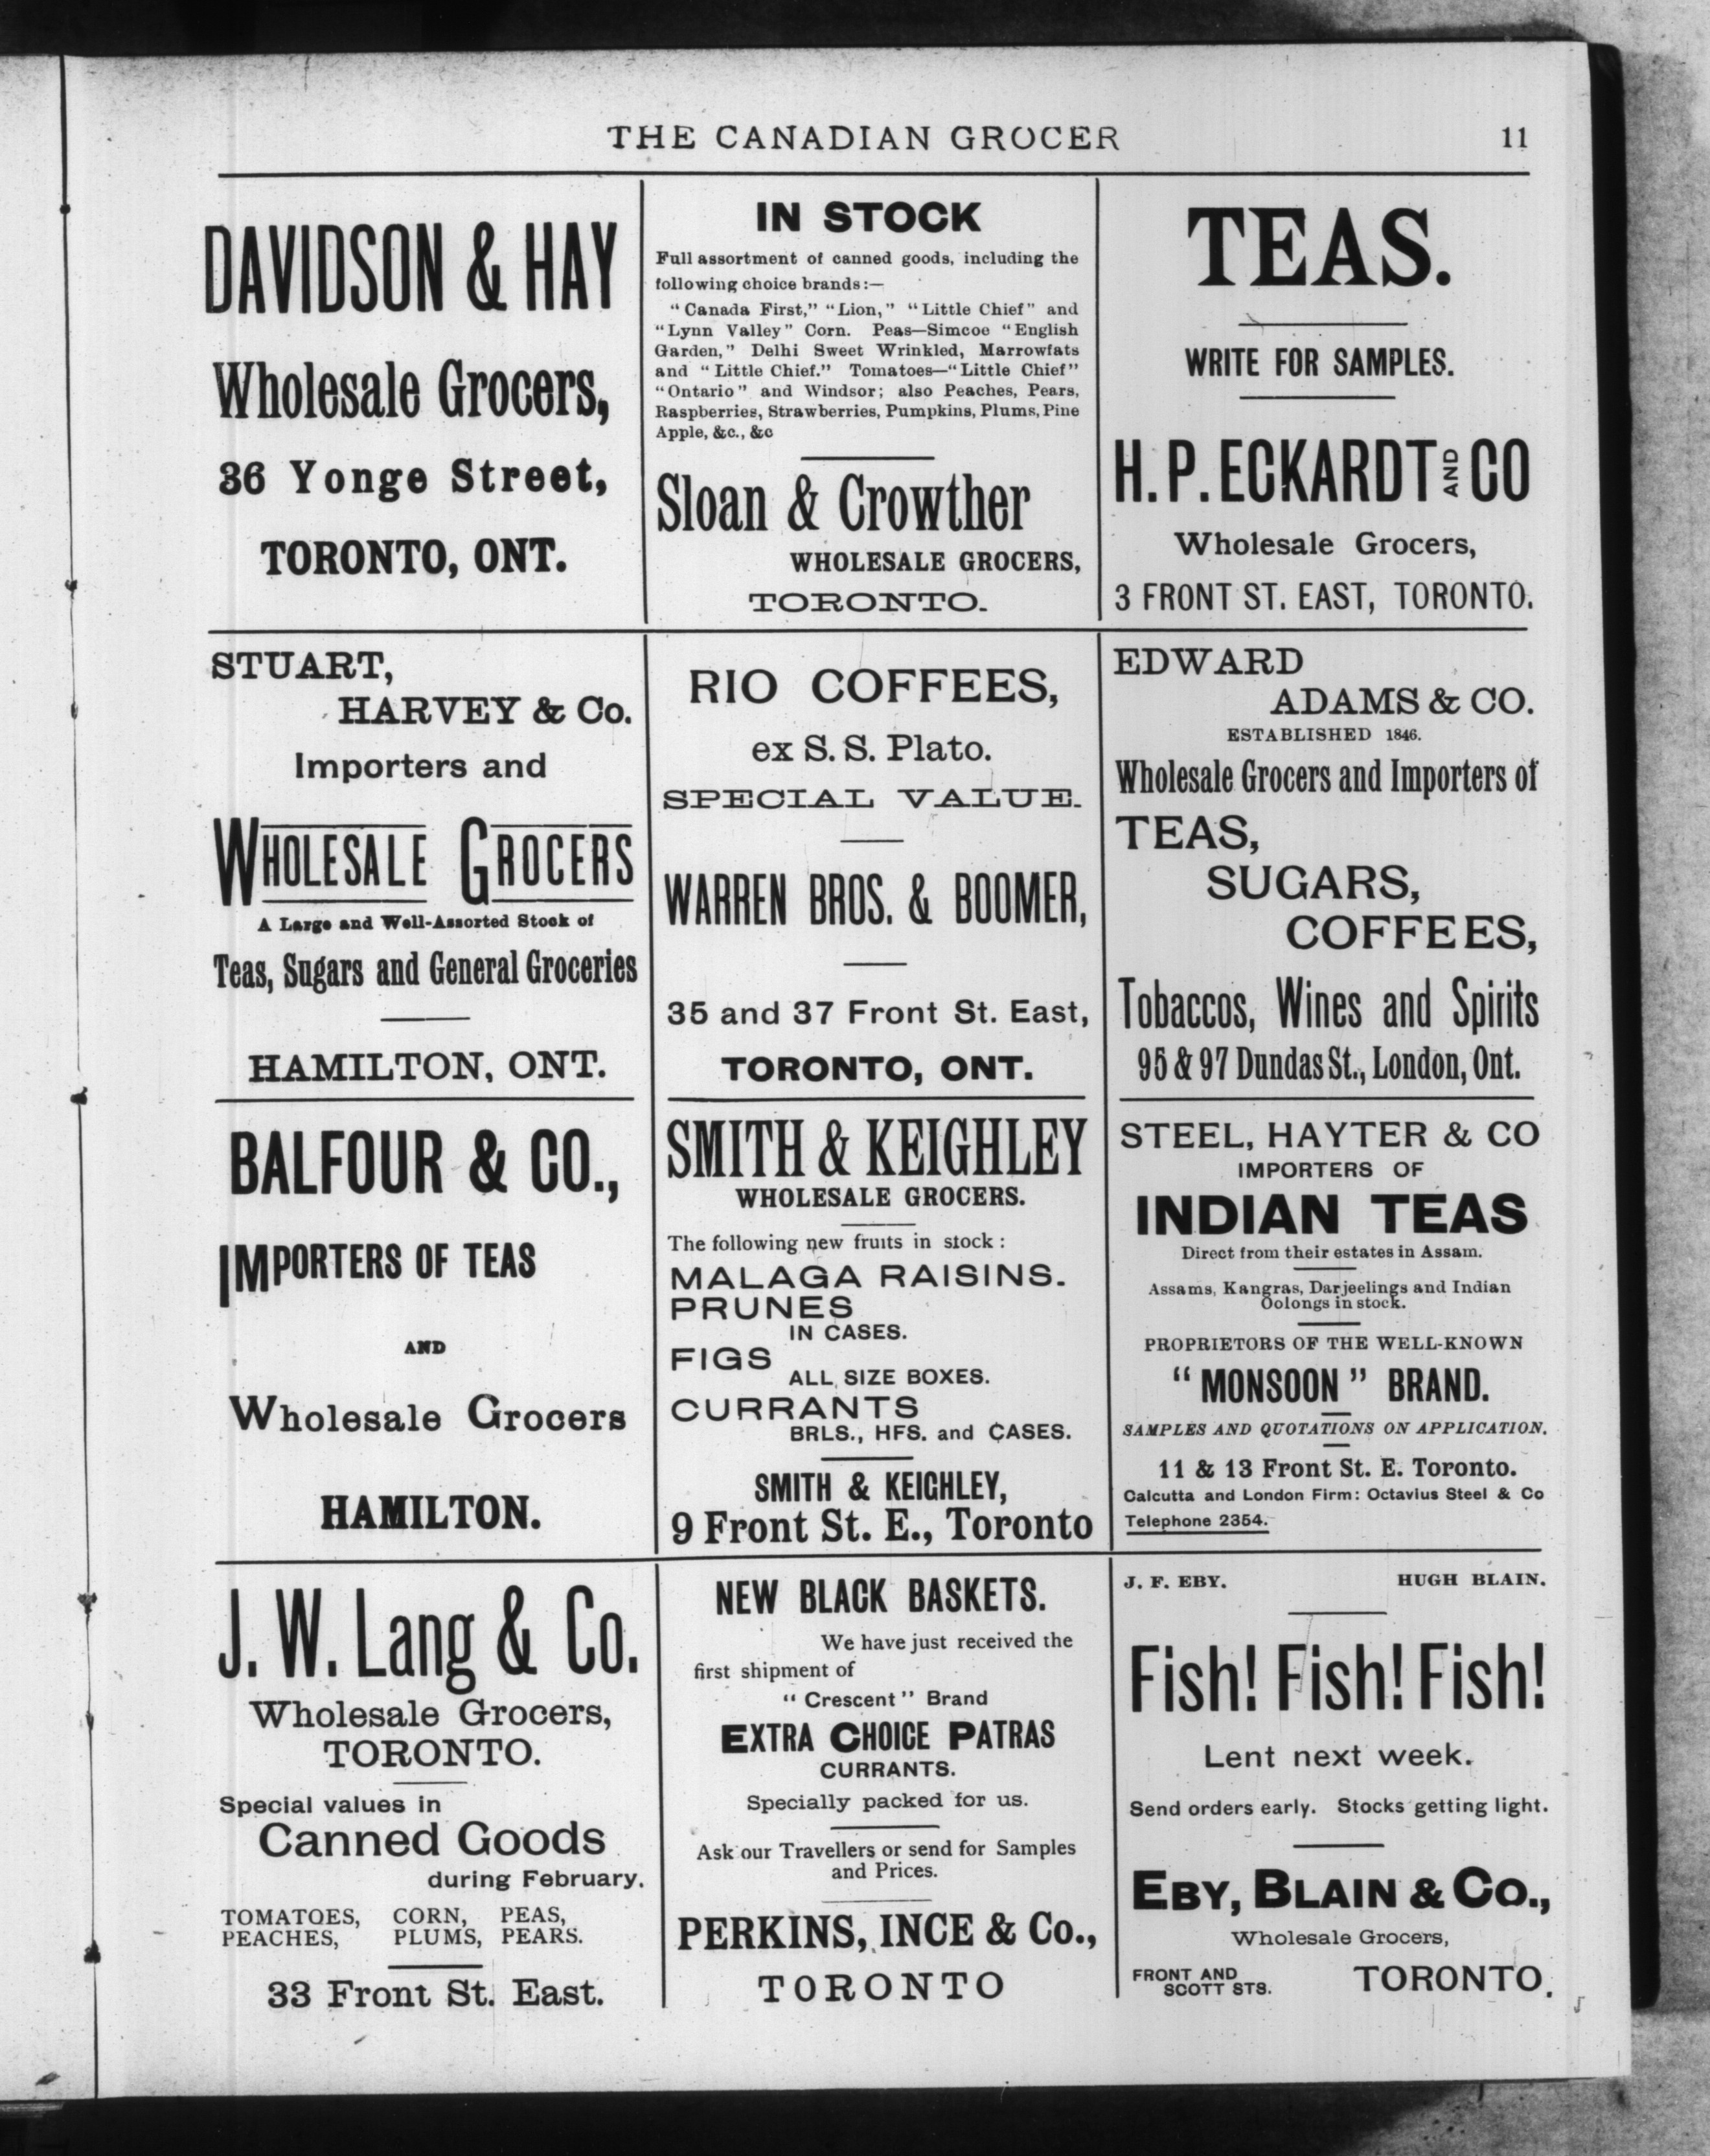 THE CANADIAN GROCER
11
DAVIDSON & HAY
Wholesale Grocers,
36 Yonge Street,
TORONTO, ONT.
IN STOCK
Full assortment of canned goods, including the
following choice brands:—
"Canada First," "Lion," "Little Chief" and
"Lynn Valley" Corn. Peas—Simcoe "English
Garden," Delhi Sweet Wrinkled, Marrowfats
and "Little Chief." Tomatoes—"Little Chief"
"Ontario" and Windsor; also Peaches, Pears,
Raspberries, Strawberries, Pumpkins, Plums, Pine
Apple, &c., &c
Sloan & Crowther
WHOLESALE GROCERS,
TORONTO.
TEAS.
WRITE FOR SAMPLES.
H. P. ECKARDT AND CO
Wholesale Grocers,
3 FRONT ST. EAST, TORONTO.
STUART,
HARVEY & Co.
Importers and
WHOLESALE GROCERS
A Large and Well-Assorted Stock of
Teas, Sugars and General Groceries
HAMILTON, ONT.
RIO COFFEES,
ex S. S. Plato.
SPECIAL VALUE.
WARREN BROS. & BOOMER,
35 and 37 Front St. East,
TORONTO, ONT.
EDWARD
ADAMS & CO.
ESTABLISHED 1846.
Wholesale Grocers and Importers of
TEAS,
SUGARS,
COFFEES,
Tobaccos, Wines and Spirits
95 & 97 Dundas St., London, Ont.
BALFOUR & CO.,
IMPORTERS OF TEAS
AND
Wholesale Grocers
HAMILTON.
SMITH & KEIGHLEY
WHOLESALE GROCERS.
The following new fruits in stock:
MALAGA RAISINS.
PRUNES
IN CASES.
FIGS
ALL SIZE BOXES.
CURRANTS
BRLS., HFS. and CASES.
SMITH & KEIGHLEY,
9 Front St. E., Toronto
STEEL, HAYTER & CO
IMPORTERS OF
INDIAN TEAS
Direct from their estates in Assam.
Assams, Kangras, Darjeelings and Indian
Oolongs in stock.
PROPRIETORS OF THE WELL-KNOWN
"MONSOON" BRAND.
SAMPLES AND QUOTATIONS ON APPLICATION.
11 & 13 Front St. E. Toronto.
Calcutta and London Firm: Octavius Steel & Co
Telephone 2354.
J. W. Lang & Co.
Wholesale Grocers,
TORONTO.
Special values in
Canned Goods
during February.
TOMATOES, CORN, PEAS,
PEACHES, PLUMS, PEARS.
33 Front St. East.
NEW BLACK BASKETS.
We have just received the
first shipment of
"Crescent" Brand
EXTRA CHOICE PATRAS
CURRANTS.
Specially packed for us.
Ask our Travellers or send for Samples
and Prices.
PERKINS, INCE & Co.,
TORONTO
J. F. EBY. HUGH BLAIN.
Fish! Fish! Fish!
Lent next week.
Send orders early. Stocks getting light.
EBY, BLAIN & CO.,
Wholesale Grocers,
FRONT AND
SCOTT STS.
TORONTO.